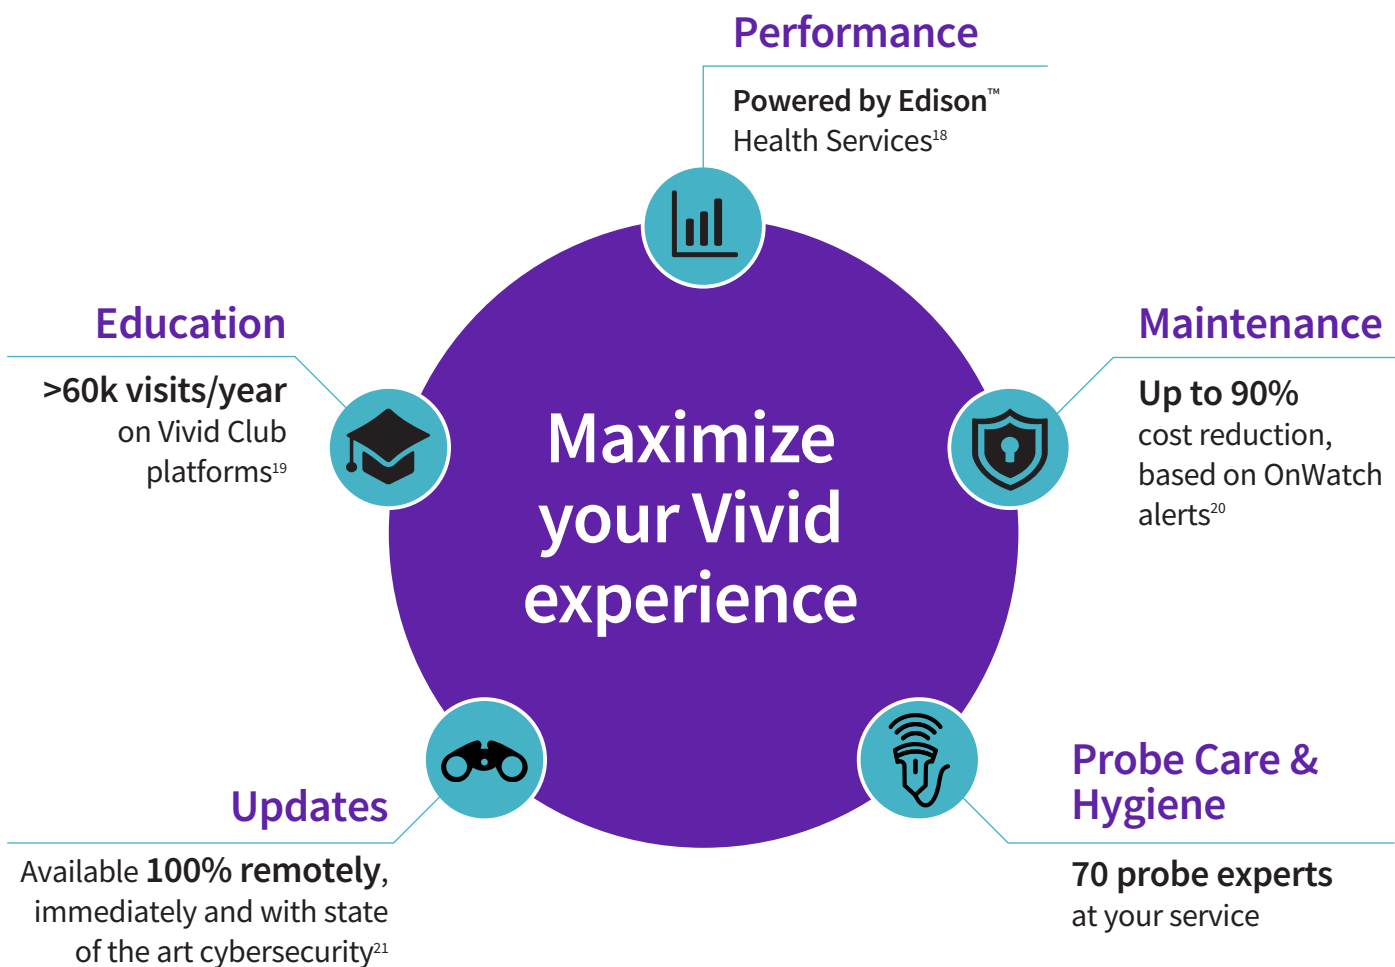 Performance
Powered by Edison™
Health Services18
Education
>60k visits/year
on Vivid Club
platforms19
Maintenance
Up to 90%
cost reduction,
based on OnWatch
alerts20
Maximize
your Vivid
experience
Updates
Available 100% remotely,
immediately and with state
of the art cybersecurity21
Probe Care &
Hygiene
70 probe experts
at your service